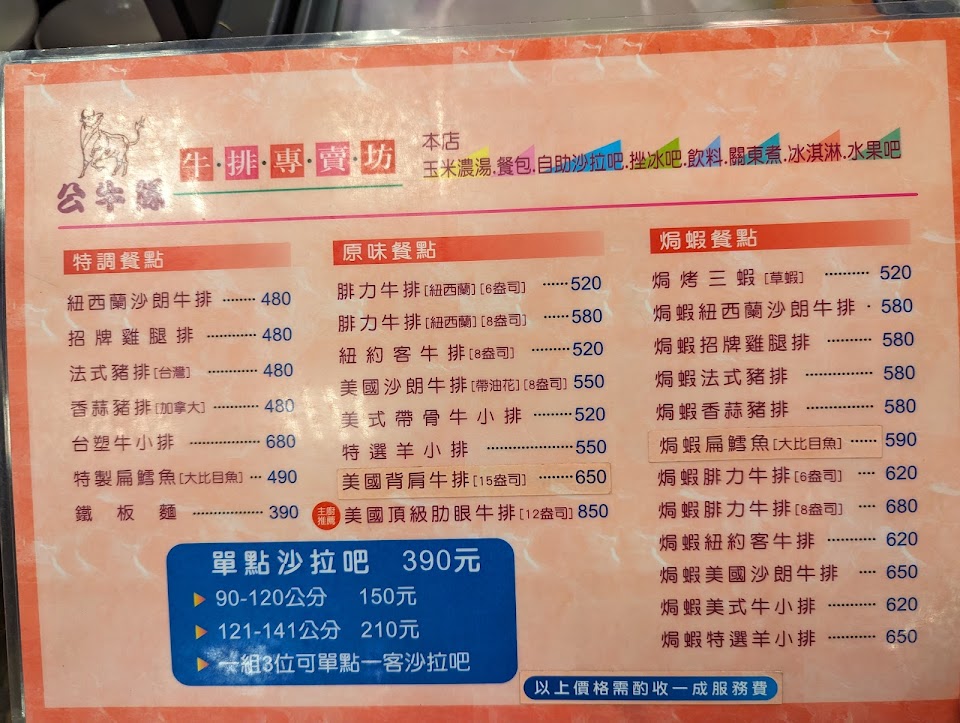 公牛隊
牛·排·專·賣·坊
本店
玉米濃湯.餐包.自助沙拉吧.挫冰吧.飲料.關東煮.冰淇淋.水果吧
特調餐點
紐西蘭沙朗牛排 ········ 480
招牌雞腿排 ·········· 480
法式豬排[台灣] ·········· 480
香蒜豬排[加拿大] ·········· 480
台塑牛小排 ·············· 680
特製扁鱈魚[大比目魚] ··· 490
鐵板麵 ·············· 390
原味餐點
腓力牛排[紐西蘭][6盎司] ······ 520
腓力牛排[紐西蘭][8盎司] ······ 580
紐約客牛排[8盎司] ········· 520
美國沙朗牛排[帶油花][8盎司] 550
美式帶骨牛小排 ········· 520
特選羊小排 ················ 550
美國背肩牛排[15盎司] ······· 650
主廚推薦 美國頂級肋眼牛排[12盎司] 850
焗蝦餐點
焗烤三蝦[草蝦] ·········· 520
焗蝦紐西蘭沙朗牛排 · 580
焗蝦招牌雞腿排 ·········· 580
焗蝦法式豬排 ·············· 580
焗蝦香蒜豬排 ·············· 580
焗蝦扁鱈魚[大比目魚] ······ 590
焗蝦腓力牛排[6盎司] ···· 620
焗蝦腓力牛排[8盎司] ···· 680
焗蝦紐約客牛排 ·········· 620
焗蝦美國沙朗牛排 ···· 650
焗蝦美式牛小排 ·········· 620
焗蝦特選羊小排 ·········· 650
單點沙拉吧 390元
90-120公分 150元
121-141公分 210元
一組3位可單點一客沙拉吧
以上價格需酌收一成服務費